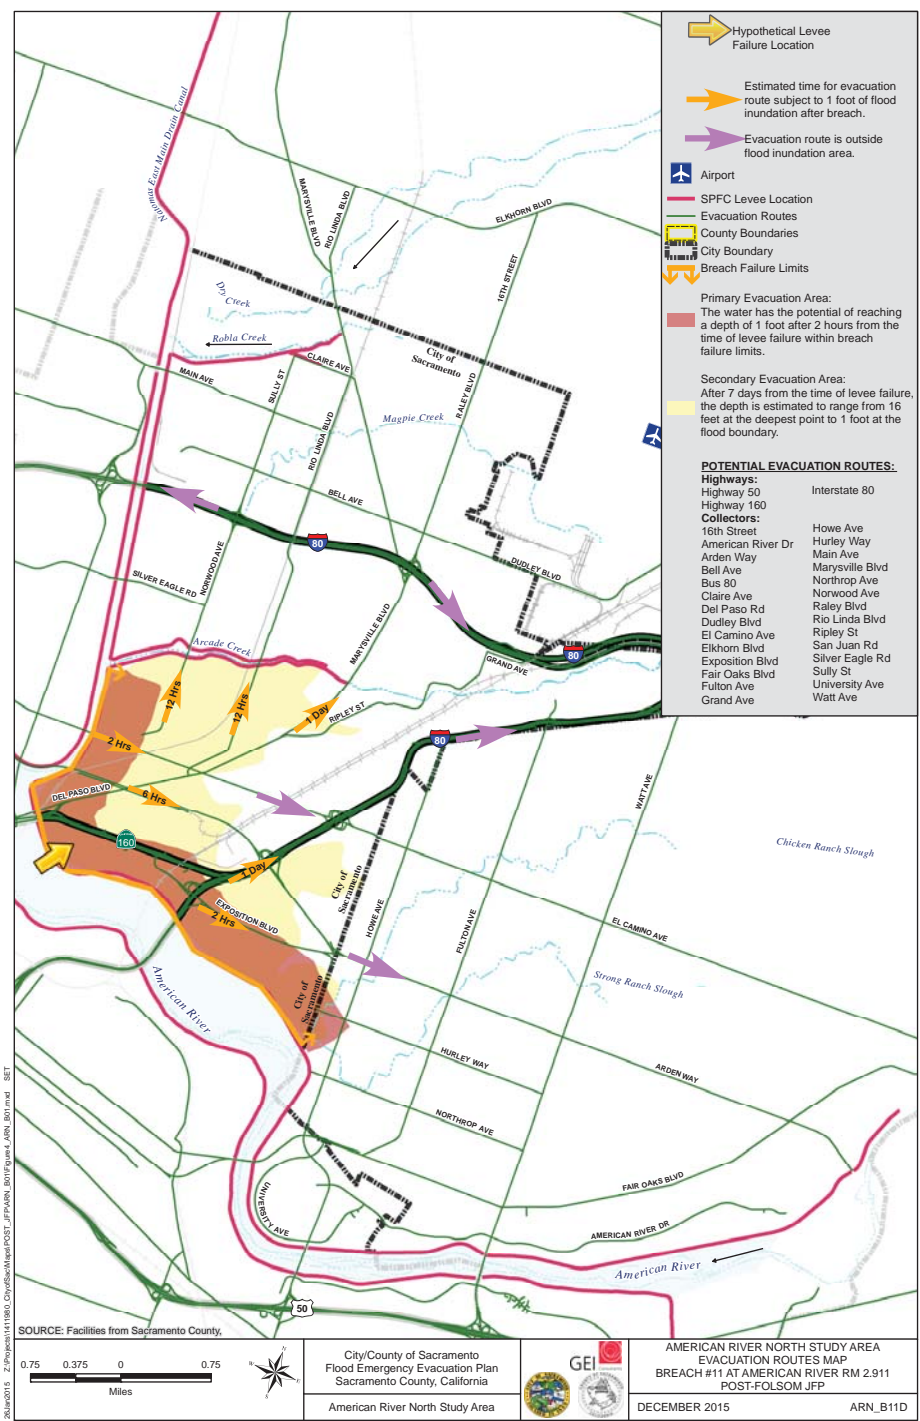 Hypothetical Levee
Failure Location
Estimated time for evacuation
route subject to 1 foot of flood
inundation after breach.
Evacuation route is outside
flood inundation area.
Airport
SPFC Levee Location
Evacuation Routes
County Boundaries
City Boundary
Breach Failure Limits
Primary Evacuation Area:
The water has the potential of reaching
a depth of 1 foot after 2 hours from the
time of levee failure within breach
failure limits.
Secondary Evacuation Area:
After 7 days from the time of levee failure,
the depth is estimated to range from 16
feet at the deepest point to 1 foot at the
flood boundary.
POTENTIAL EVACUATION ROUTES:
Highways:
Highway 50
Interstate 80
Highway 160
Collectors:
16th Street
American River Dr
Arden Way
Bell Ave
Bus 80
Claire Ave
Del Paso Rd
Dudley Blvd
El Camino Ave
Elkhorn Blvd
Exposition Blvd
Fair Oaks Blvd
Fulton Ave
Grand Ave
Howe Ave
Hurley Way
Main Ave
Marysville Blvd
Northrop Ave
Norwood Ave
Raley Blvd
Rio Linda Blvd
Ripley St
San Juan Rd
Silver Eagle Rd
Sully St
University Ave
Watt Ave
Natomas East Main Drain Canal
MARYSVILLE BLVD
RIO LINDA BLVD
ELKHORN BLVD
16TH STREET
Dry
Creek
Robla Creek
City of
Sacramento
CLAIRE AVE
MAIN AVE
SULLY ST
RALEY BLVD
Magpie Creek
RIO LINDA BLVD
BELL AVE
80
DUDLEY BLVD
NORWOOD AVE
SILVER EAGLE RD
MARYSVILLE BLVD
Arcade Creek
80
GRAND AVE
12 Hrs
12 Hrs
1 Day
RIPLEY ST
2 Hrs
80
DEL PASO BLVD
6 Hrs
WATT AVE
160
Chicken Ranch Slough
1 Day
City of
Sacramento
EXPOSITION BLVD
2 Hrs
HOWE AVE
FULTON AVE
EL CAMINO AVE
American River
City of
Sacramento
Strong Ranch Slough
HURLEY WAY
ARDEN WAY
NORTHROP AVE
FAIR OAKS BLVD
UNIVERSITY AVE
AMERICAN RIVER DR
American River
50
SOURCE: Facilities from Sacramento County,
26Jan2015 Z:\Projects\1411980_CityofSac\Maps\POST_JFP\ARN_B01\Figure4_ARN_B01.mxd SET
0.75 0.375 0 0.75
Miles
N
W
E
S
City/County of Sacramento
Flood Emergency Evacuation Plan
Sacramento County, California
American River North Study Area
GEI
AMERICAN RIVER NORTH STUDY AREA
EVACUATION ROUTES MAP
BREACH #11 AT AMERICAN RIVER RM 2.911
POST-FOLSOM JFP
DECEMBER 2015
ARN_B11D